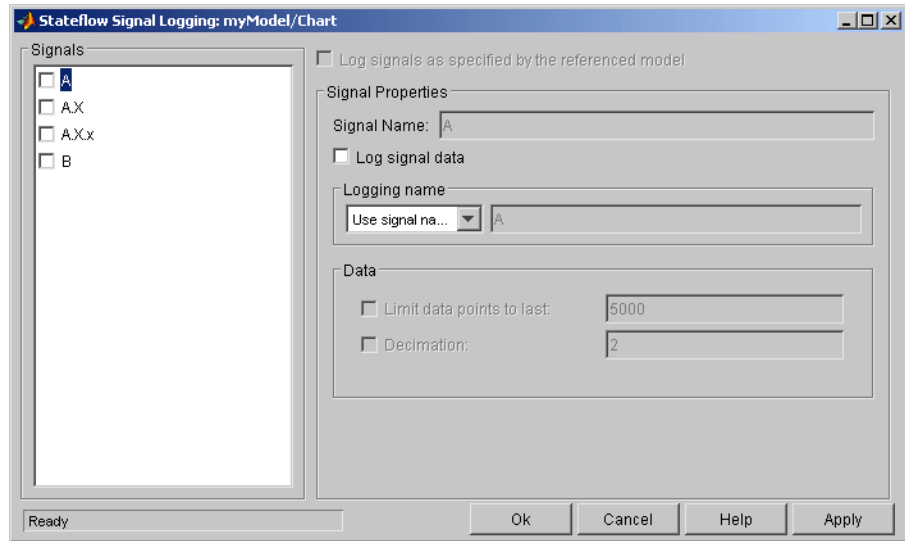 Stateflow Signal Logging: myModel/Chart
Signals
A
A.X
A.X.x
B
Log signals as specified by the referenced model
Signal Properties
Signal Name: A
Log signal data
Logging name
Use signal na... A
Data
Limit data points to last: 5000
Decimation: 2
Ready
Ok Cancel Help Apply